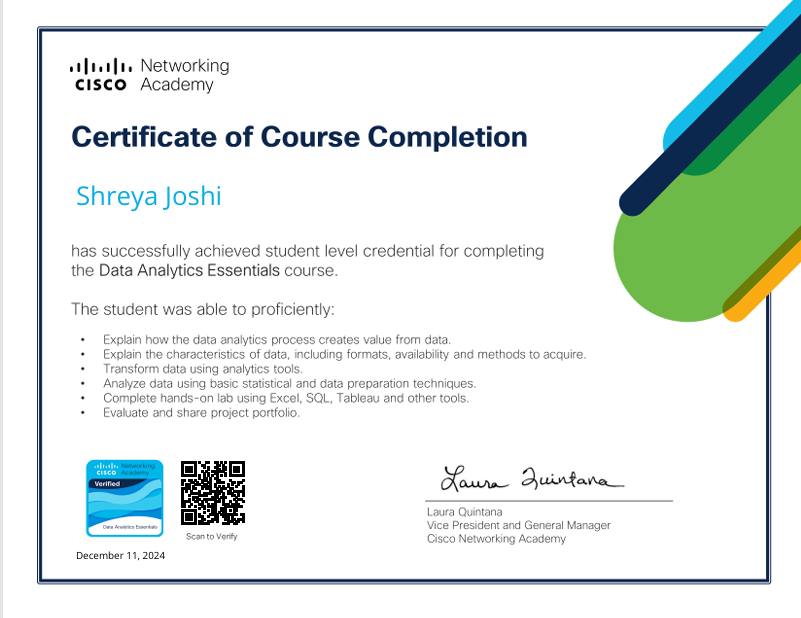 CISCO
Networking
Academy
Certificate of Course Completion
Shreya Joshi
has successfully achieved student level credential for completing
the Data Analytics Essentials course.
The student was able to proficiently:
• Explain how the data analytics process creates value from data.
• Explain the characteristics of data, including formats, availability and methods to acquire.
• Transform data using analytics tools.
• Analyze data using basic statistical and data preparation techniques.
• Complete hands-on lab using Excel, SQL, Tableau and other tools.
• Evaluate and share project portfolio.
CISCO
Networking
Academy
Verified
Data Analytics Essentials
Scan to Verify
December 11, 2024
Laura Quintana
Laura Quintana
Vice President and General Manager
Cisco Networking Academy